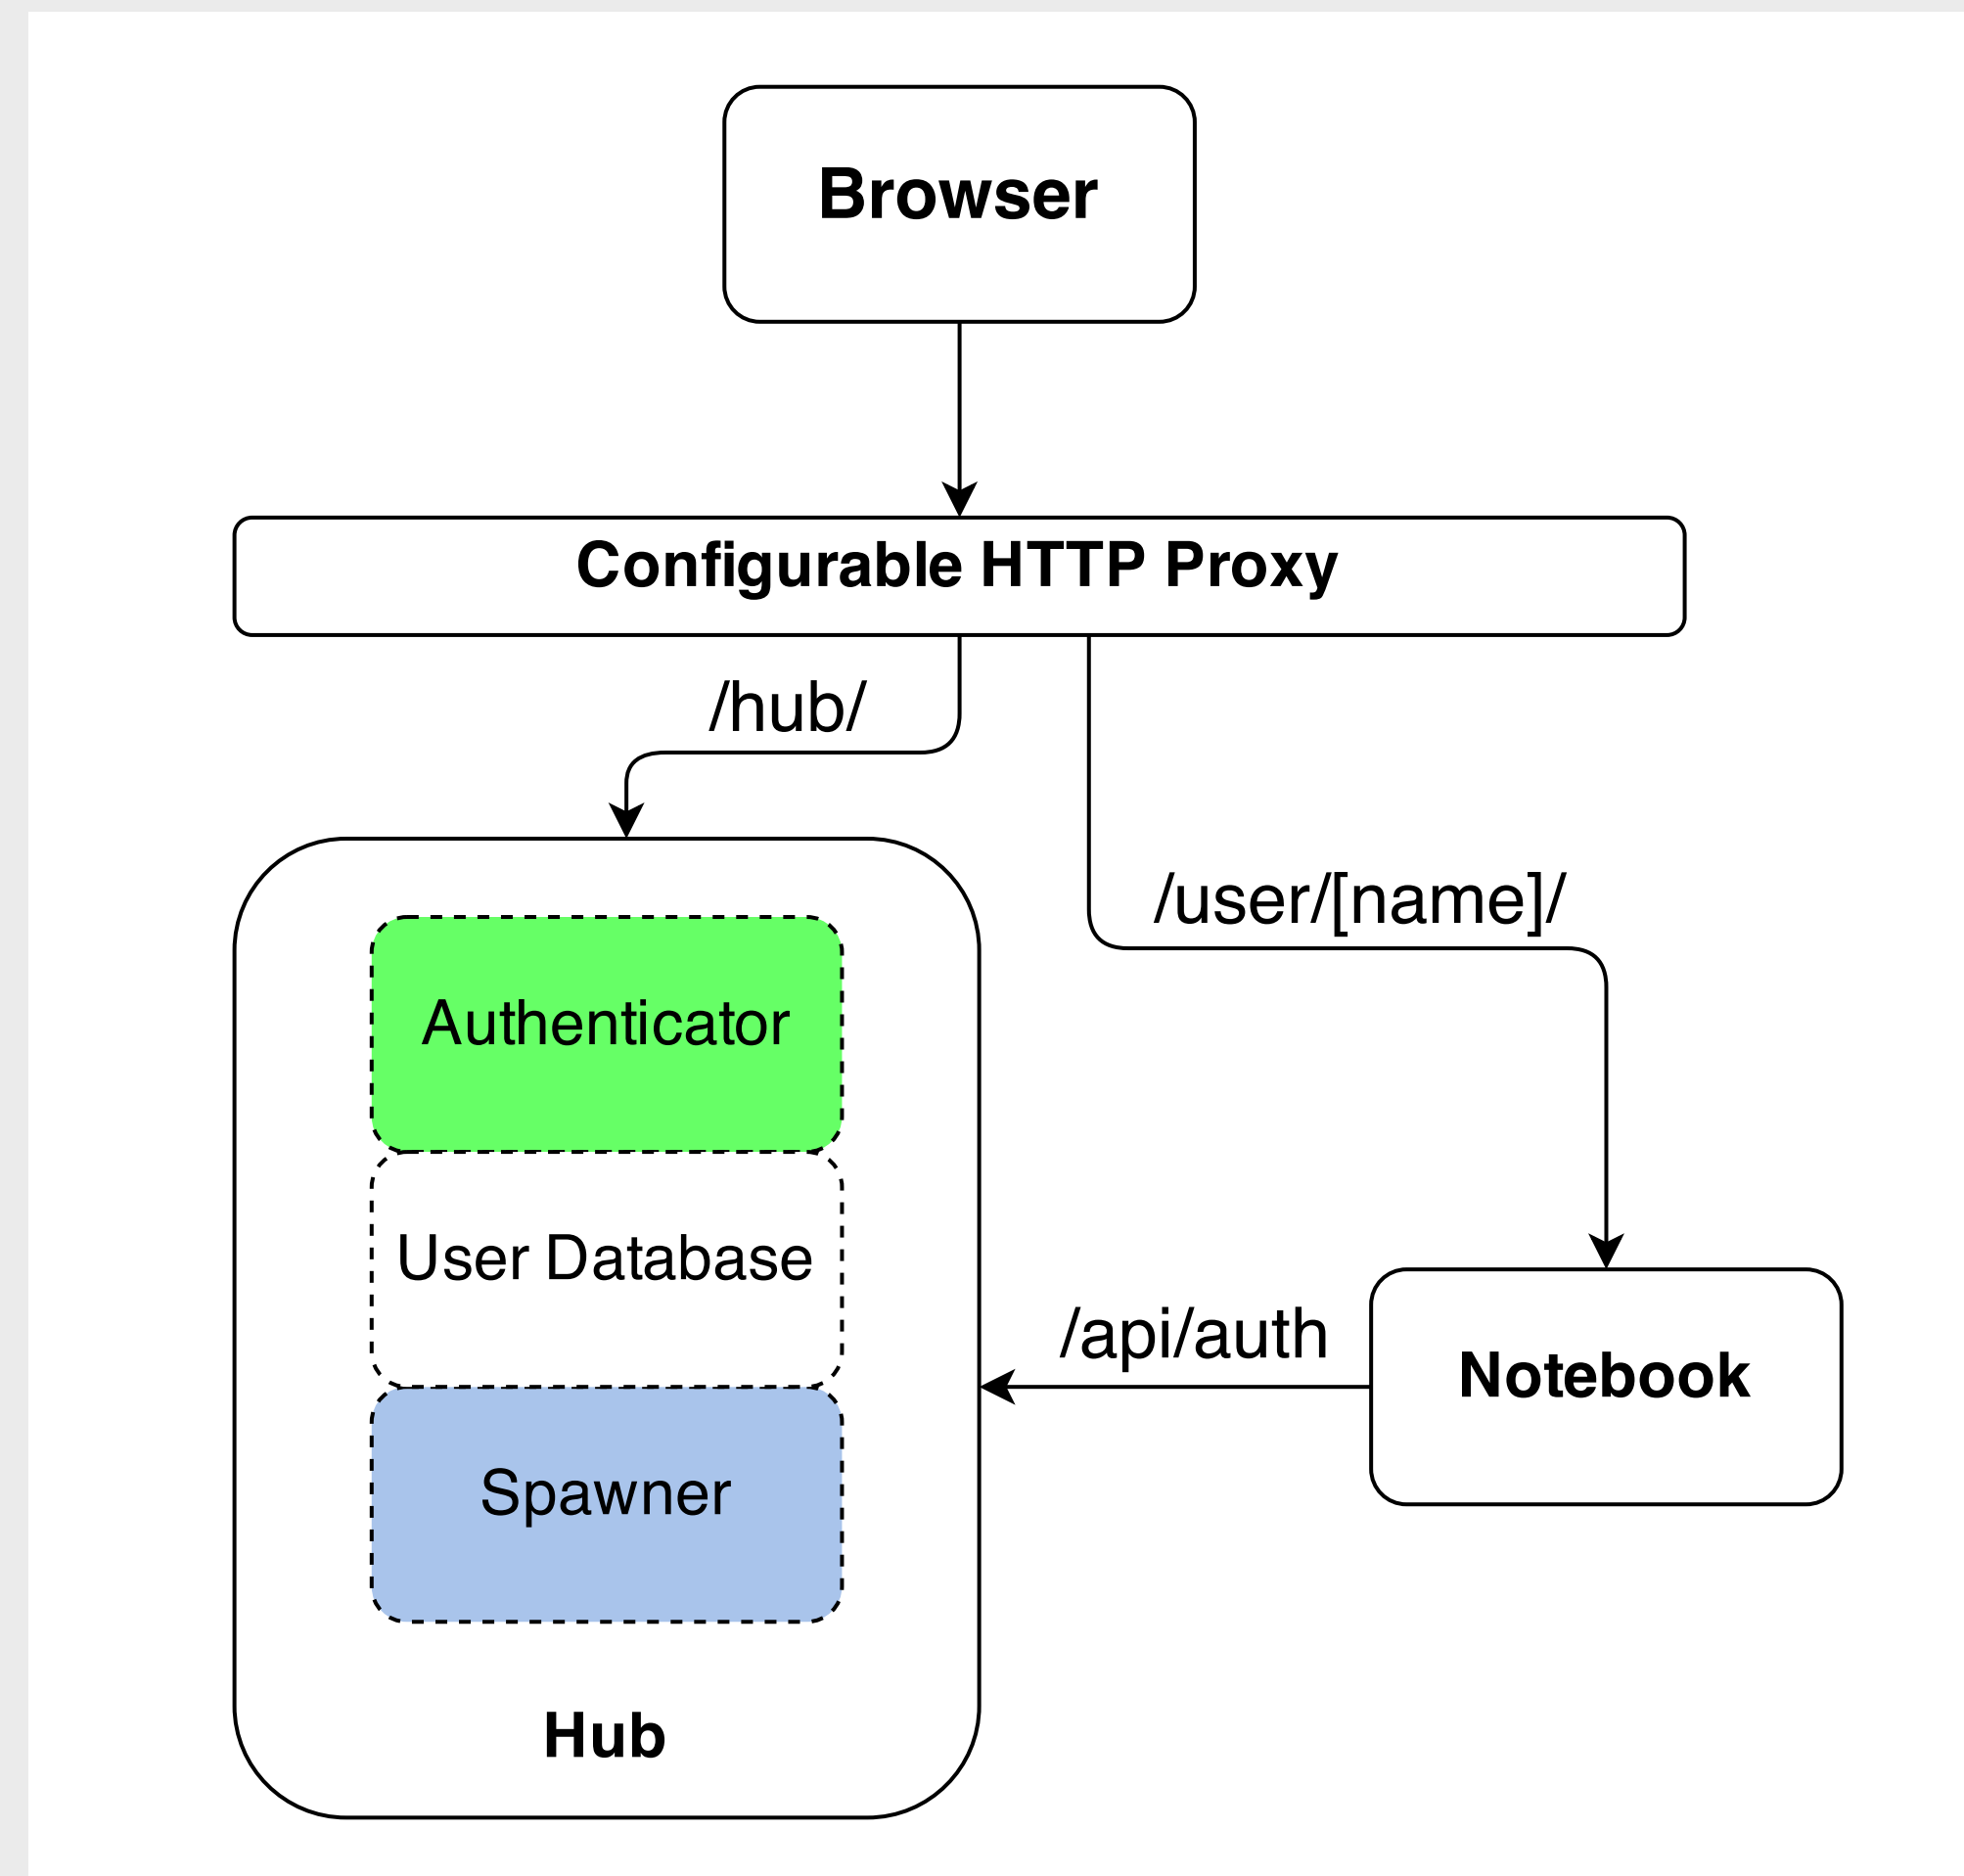 Browser
Configurable HTTP Proxy
/hub/
/user/[name]/
Authenticator
User Database
/api/auth
Notebook
Spawner
Hub